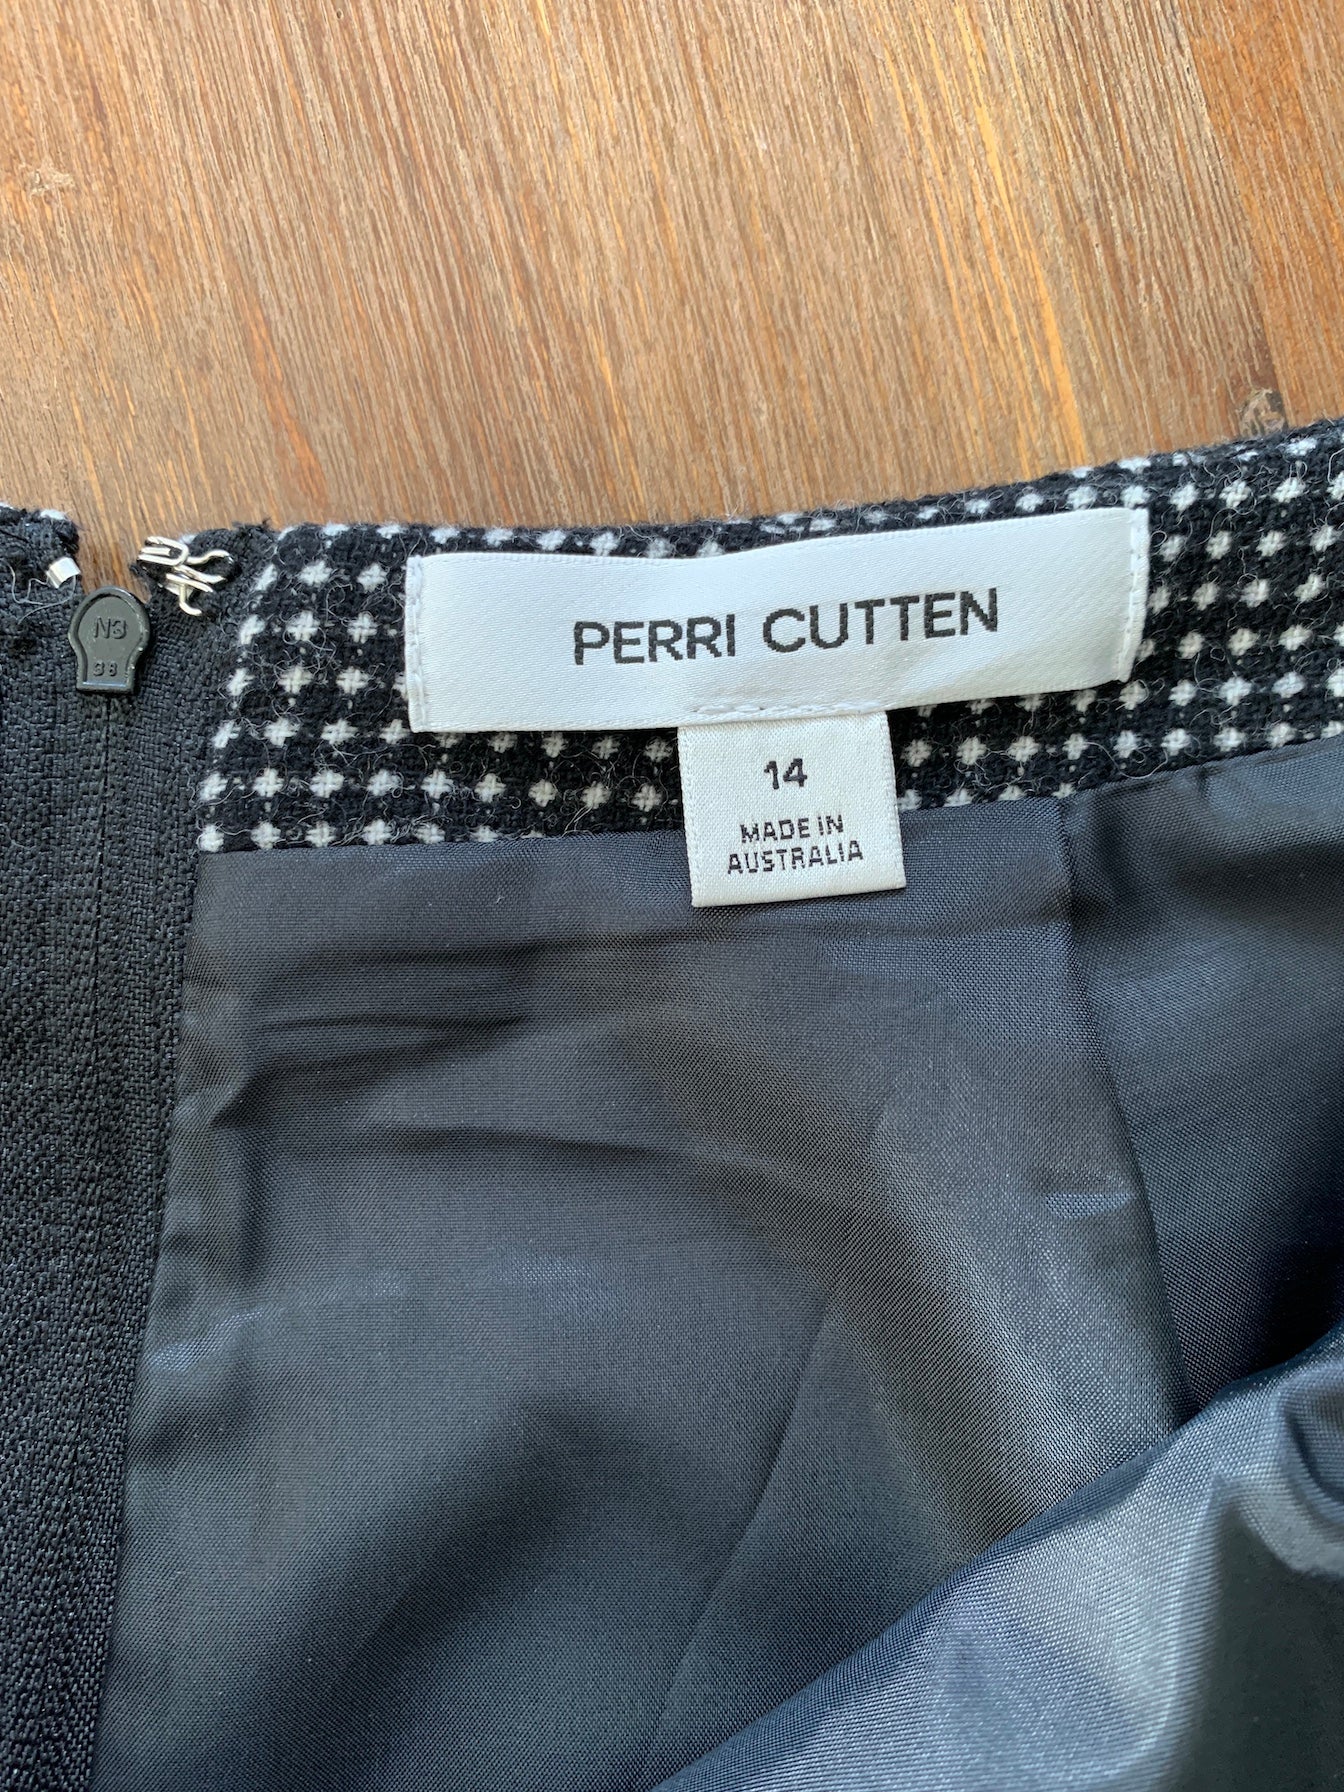 PERRI CUTTEN
14
MADE IN
AUSTRALIA